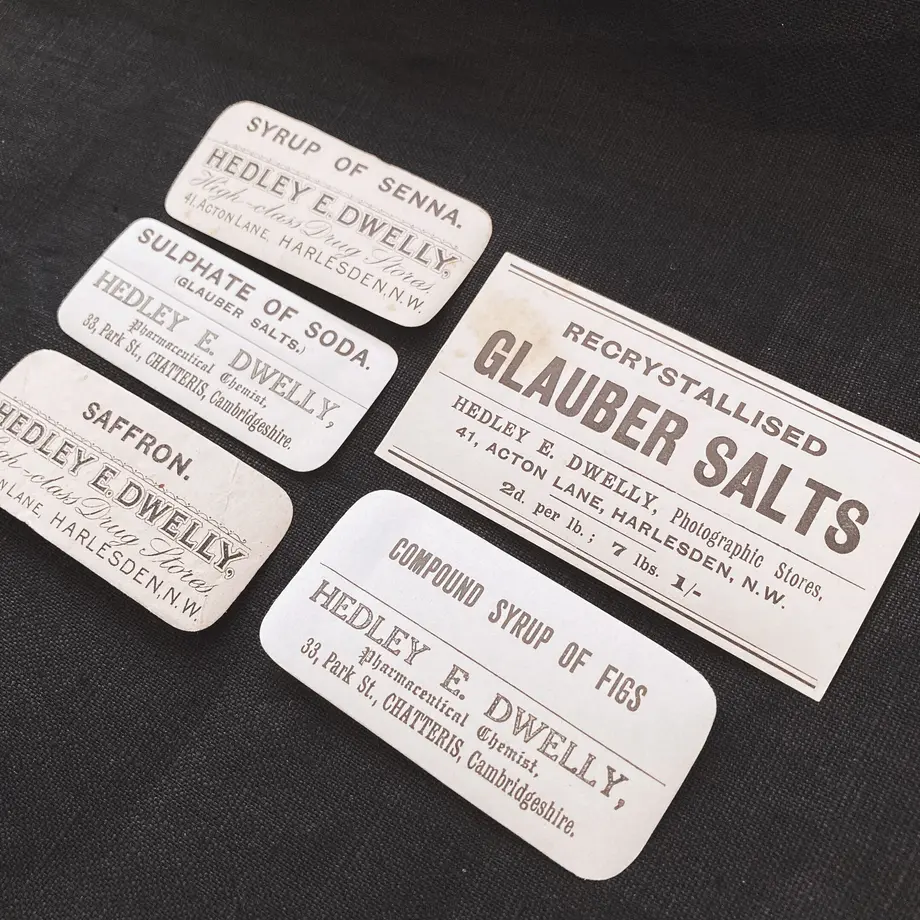 SYRUP OF SENNA.
HEDLEY E. DWELLY,
High-class Drug Stores,
41, ACTON LANE, HARLESDEN, N.W.
SULPHATE OF SODA.
(GLAUBER SALTS.)
HEDLEY E. DWELLY,
Pharmaceutical Chemist,
33, Park St., CHATTERIS, Cambridgeshire.
SAFFRON.
HEDLEY E. DWELLY,
Drug Stores,
LANE HARLESDEN, N.W.
RECRYSTALLISED
GLAUBER SALTS
HEDLEY E. DWELLY, Photographic Stores,
41, ACTON LANE, HARLESDEN, N.W.
2d. per lb.; 7 lbs. 1/-
COMPOUND SYRUP OF FIGS
HEDLEY E. DWELLY,
Pharmaceutical Chemist,
33, Park St., CHATTERIS, Cambridgeshire.